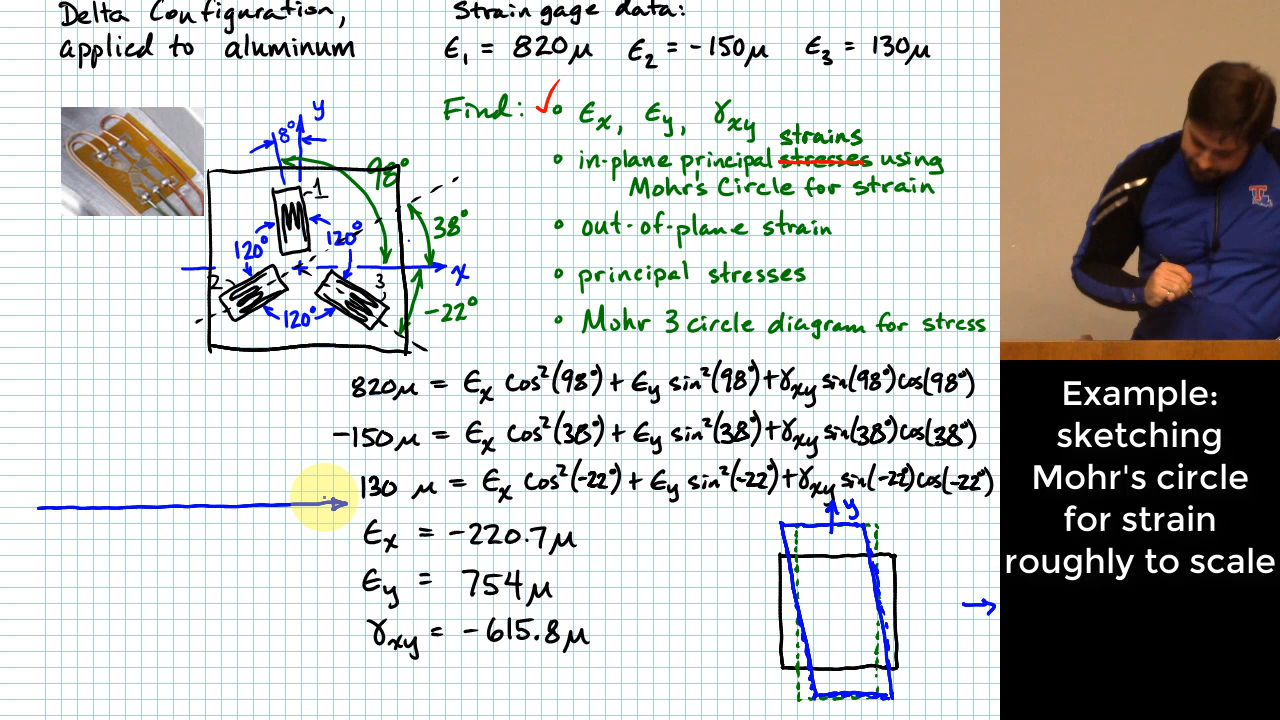 Delta Configuration,
applied to aluminum
Strain gage data:
ϵ₁ = 820μ ϵ₂ = -150μ ϵ₃ = 130μ
Find: ✓ • ϵx, ϵy, γxy
strains
• in-plane principal stresses using
Mohr's Circle for strain
• out-of-plane strain
• principal stresses
• Mohr 3 circle diagram for stress
y
8°
98°
1
38°
120° 120°
x
2 3
120°
-22°
820μ = ϵx cos²(98°) + ϵy sin²(98°) + γxy sin(98°)cos(98°)
-150μ = ϵx cos²(38°) + ϵy sin²(38°) + γxy sin(38°)cos(38°)
130 μ = ϵx cos²(-22°) + ϵy sin²(-22°) + γxy sin(-22°)cos(-22°)
ϵx = -220.7μ
ϵy = 754μ
γxy = -615.8μ
y
Example:
sketching
Mohr's circle
for strain
roughly to scale